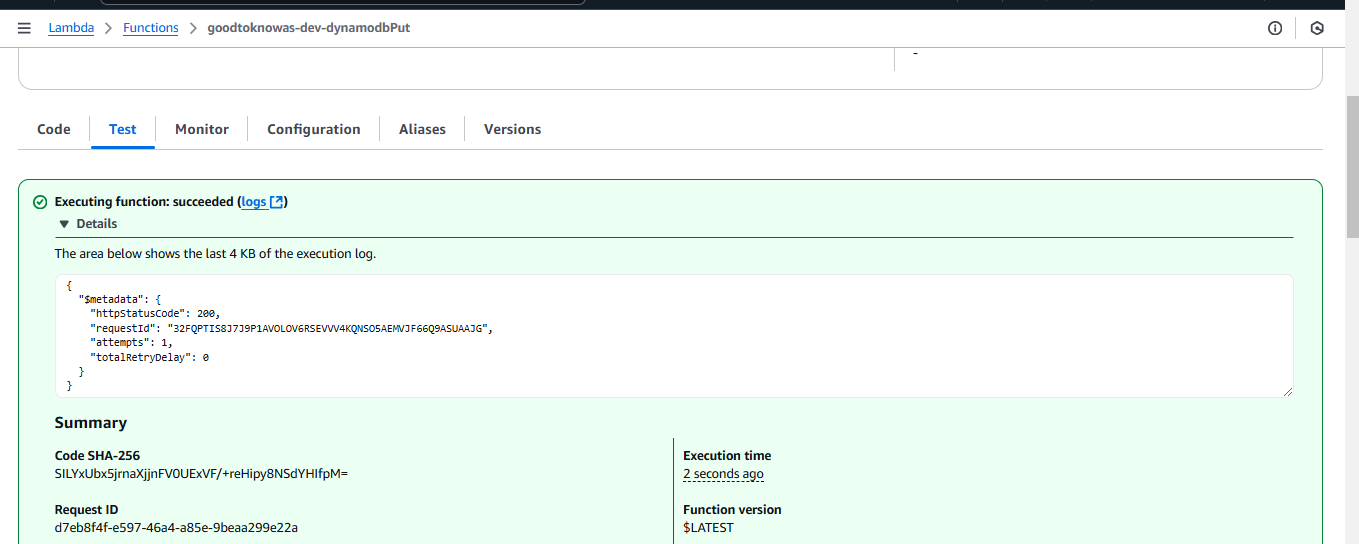 Lambda > Functions > goodtoknowas-dev-dynamodbPut
-
Code Test Monitor Configuration Aliases Versions
Executing function: succeeded (logs)
▼ Details
The area below shows the last 4 KB of the execution log.
{
  "$metadata": {
    "httpStatusCode": 200,
    "requestId": "32FQPTIS8J7J9P1AVOLOV6RSEVVV4KQNSO5AEMVJF66Q9ASUAAJG",
    "attempts": 1,
    "totalRetryDelay": 0
  }
}
Summary
Code SHA-256
SILYxUbx5jrnaXjjnFV0UExVF/+reHipy8NSdYHIfpM=
Execution time
2 seconds ago
Request ID
d7eb8f4f-e597-46a4-a85e-9beaa299e22a
Function version
$LATEST